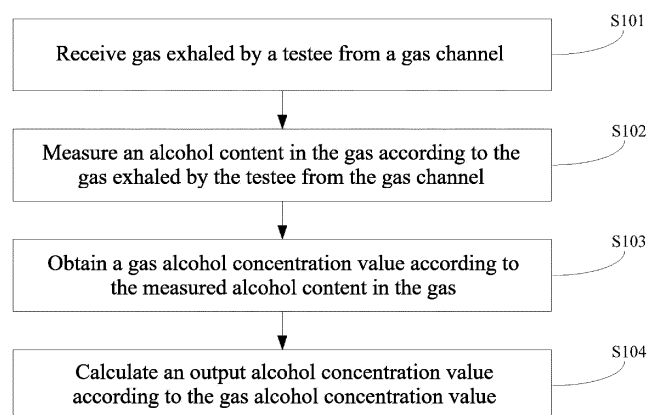 S101
Receive gas exhaled by a testee from a gas channel
S102
Measure an alcohol content in the gas according to the
gas exhaled by the testee from the gas channel
S103
Obtain a gas alcohol concentration value according to
the measured alcohol content in the gas
S104
Calculate an output alcohol concentration value
according to the gas alcohol concentration value